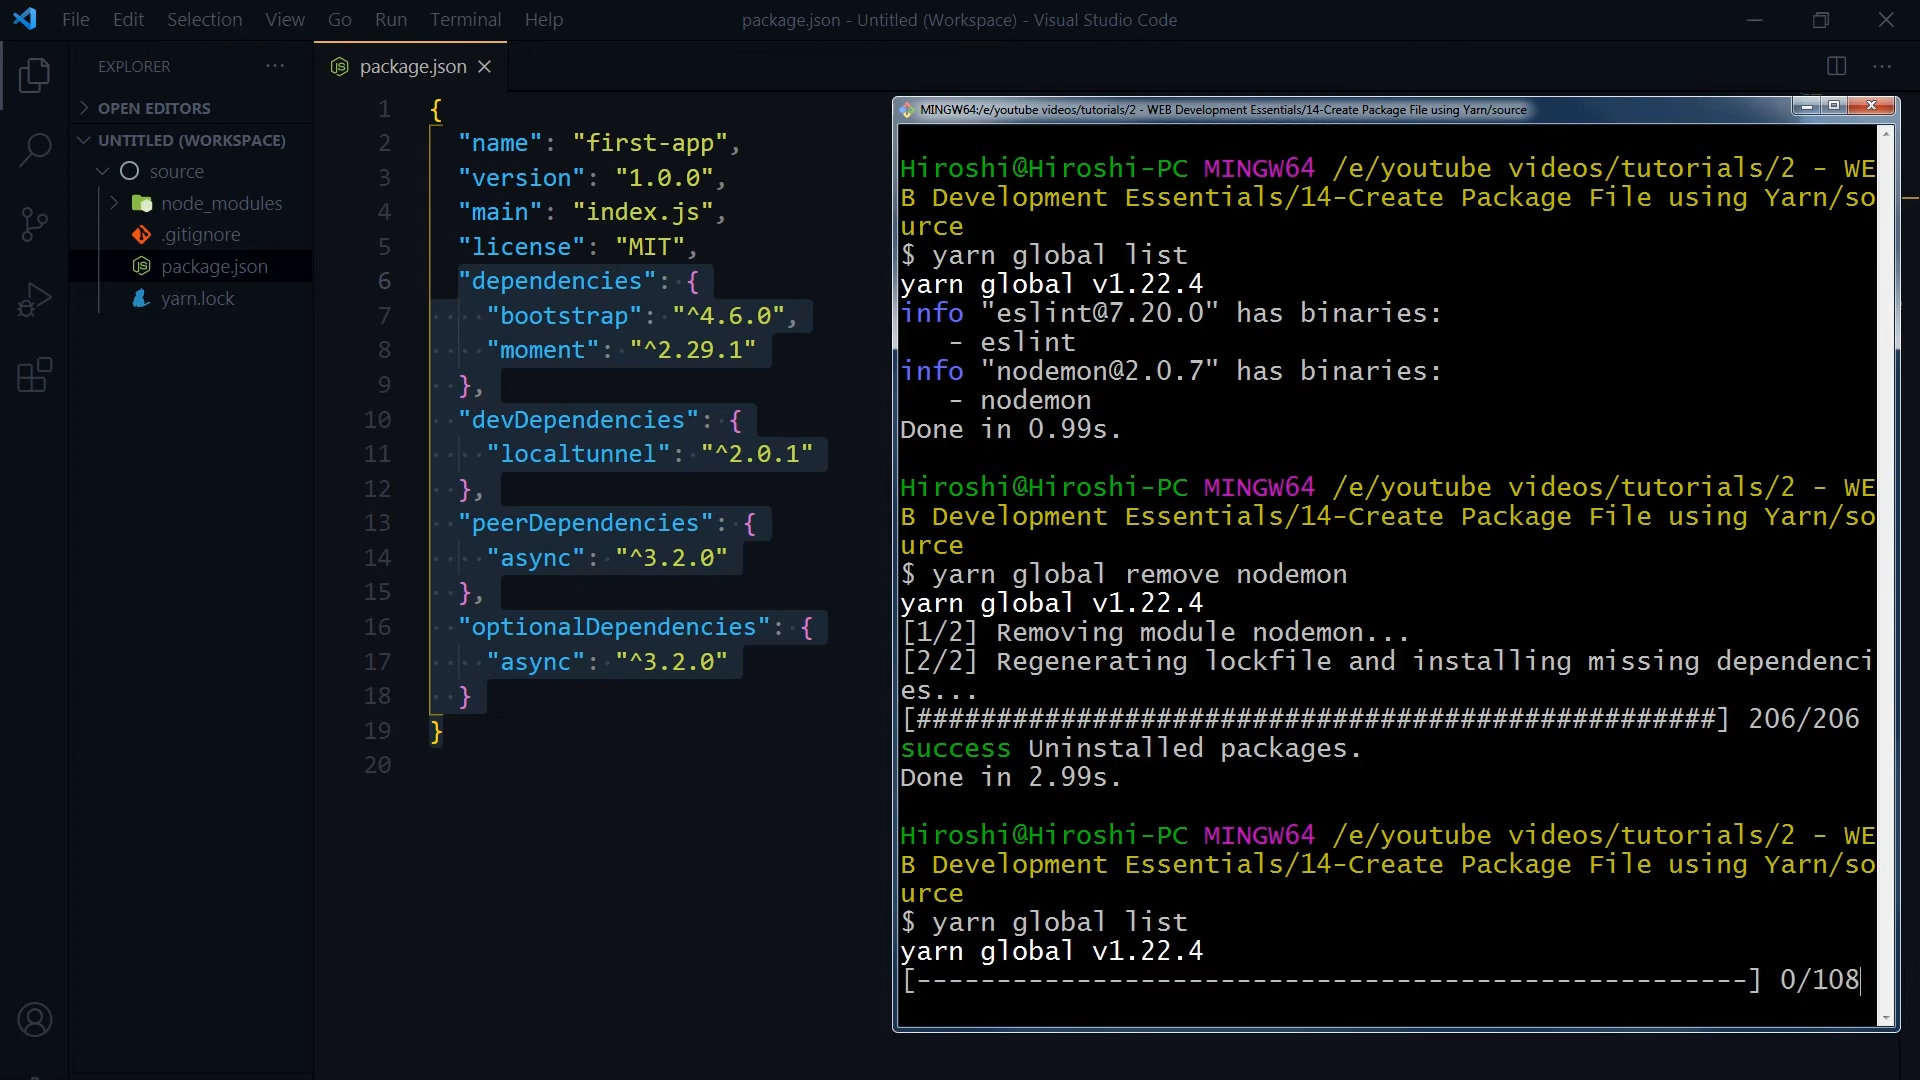 File Edit Selection View Go Run Terminal Help
package.json - Untitled (Workspace) - Visual Studio Code
EXPLORER
OPEN EDITORS
UNTITLED (WORKSPACE)
source
node_modules
.gitignore
package.json
yarn.lock
package.json
1 {
2 "name": "first-app",
3 "version": "1.0.0",
4 "main": "index.js",
5 "license": "MIT",
6 "dependencies": {
7 "bootstrap": "^4.6.0",
8 "moment": "^2.29.1"
9 },
10 "devDependencies": {
11 "localtunnel": "^2.0.1"
12 },
13 "peerDependencies": {
14 "async": "^3.2.0"
15 },
16 "optionalDependencies": {
17 "async": "^3.2.0"
18 }
19 }
20
MINGW64:/e/youtube videos/tutorials/2 - WEB Development Essentials/14-Create Package File using Yarn/source
Hiroshi@Hiroshi-PC MINGW64 /e/youtube videos/tutorials/2 - WE
B Development Essentials/14-Create Package File using Yarn/so
urce
$ yarn global list
yarn global v1.22.4
info "eslint@7.20.0" has binaries:
- eslint
info "nodemon@2.0.7" has binaries:
- nodemon
Done in 0.99s.
Hiroshi@Hiroshi-PC MINGW64 /e/youtube videos/tutorials/2 - WE
B Development Essentials/14-Create Package File using Yarn/so
urce
$ yarn global remove nodemon
yarn global v1.22.4
[1/2] Removing module nodemon...
[2/2] Regenerating lockfile and installing missing dependenci
es...
[##################################################] 206/206
success Uninstalled packages.
Done in 2.99s.
Hiroshi@Hiroshi-PC MINGW64 /e/youtube videos/tutorials/2 - WE
B Development Essentials/14-Create Package File using Yarn/so
urce
$ yarn global list
yarn global v1.22.4
[----------------------------------------------------] 0/108